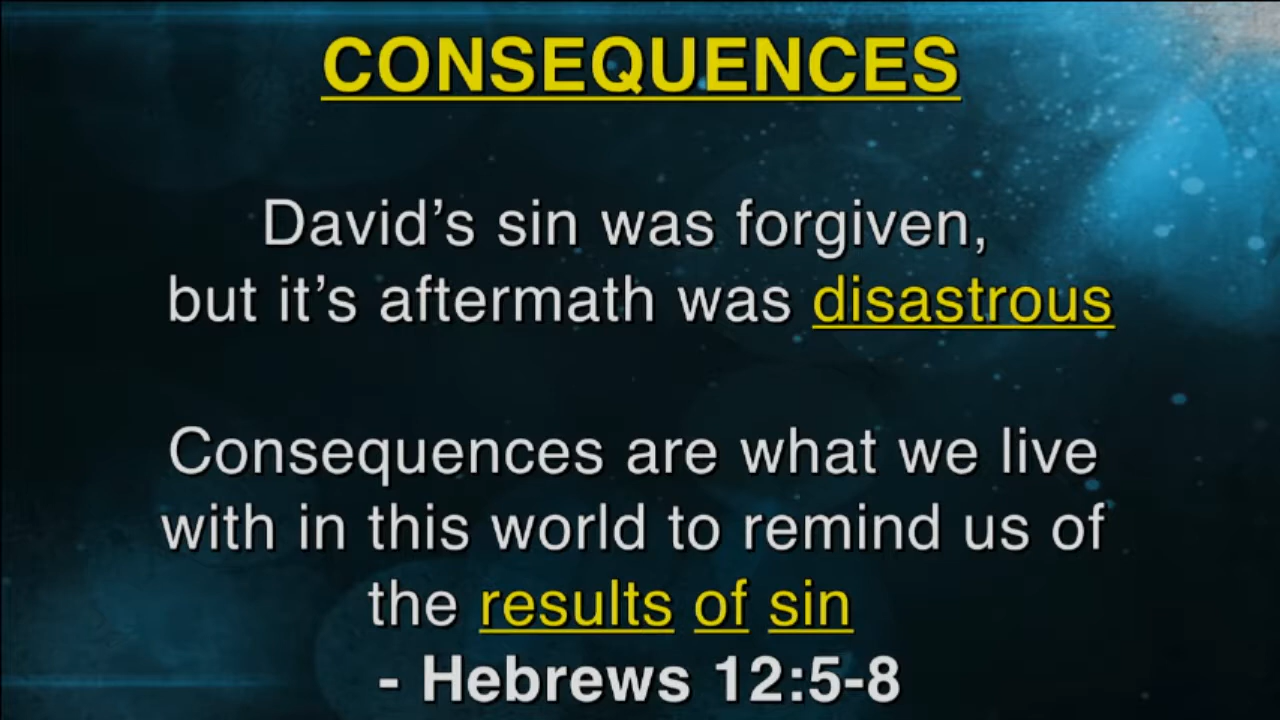 CONSEQUENCES
David’s sin was forgiven,
but it’s aftermath was disastrous
Consequences are what we live
with in this world to remind us of
the results of sin
- Hebrews 12:5-8